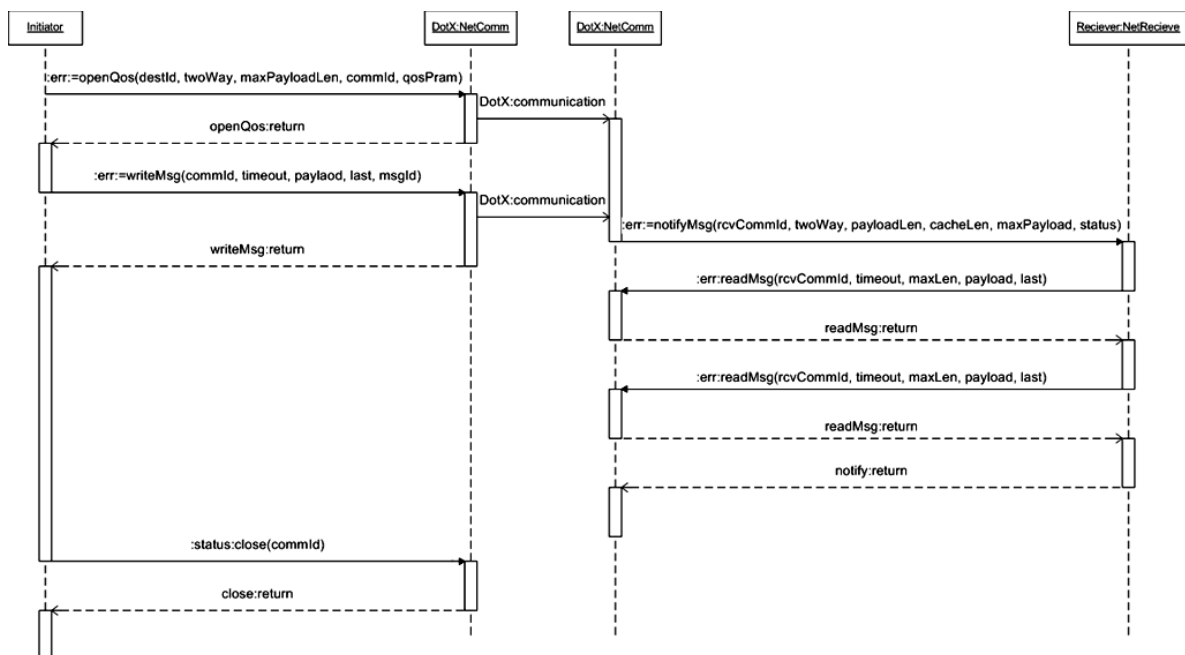 Initiator
DotX:NetComm
DotX:NetComm
Reciever:NetRecieve
:err:=openQos(destId, twoWay, maxPayloadLen, commId, qosPram)
DotX:communication
openQos:return
:err:=writeMsg(commId, timeout, paylaod, last, msgId)
DotX:communication
:err:=notifyMsg(rcvCommId, twoWay, payloadLen, cacheLen, maxPayload, status)
writeMsg:return
:err:readMsg(rcvCommId, timeout, maxLen, payload, last)
readMsg:return
:err:readMsg(rcvCommId, timeout, maxLen, payload, last)
readMsg:return
notify:return
:status:close(commId)
close:return